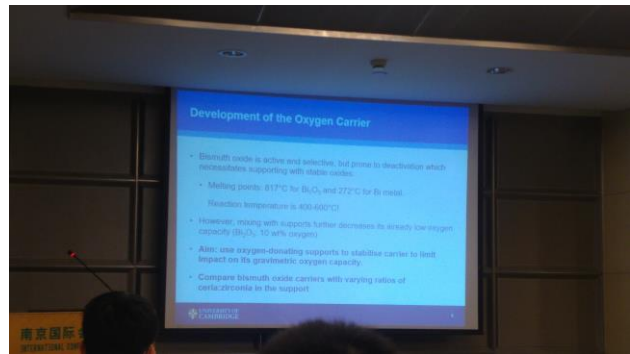 Development of the Oxygen Carrier
• Bismuth oxide is active and selective, but prone to deactivation which
necessitates supporting with stable oxides
• Melting points: 817°C for Bi₂O₃ and 272°C for Bi metal.
Reaction temperature is 400-600°C!
• However, mixing with supports further decreases its already low oxygen
capacity (Bi₂O₃: 10 wt% oxygen)
• Aim: use oxygen-donating supports to stabilise carrier to limit
impact on its gravimetric oxygen capacity
• Compare bismuth oxide carriers with varying ratios of
ceria:zirconia in the support
UNIVERSITY OF
CAMBRIDGE
南京国际会
INTERNATIONAL CONF